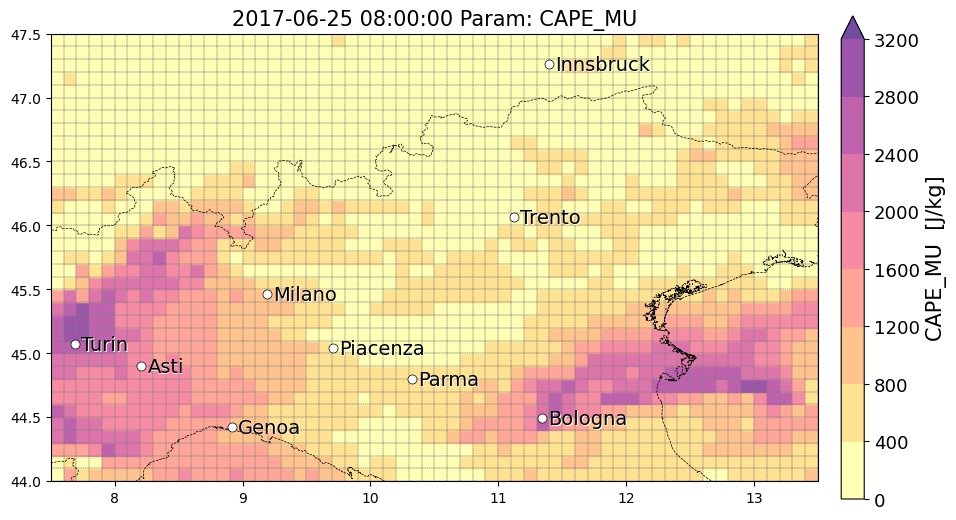 2017-06-25 08:00:00 Param: CAPE_MU
47.5
47.0
46.5
46.0
45.5
45.0
44.5
44.0
8
9
10
11
12
13
Innsbruck
Trento
Milano
Turin
Piacenza
Asti
Parma
Bologna
Genoa
3200
2800
2400
2000
1600
1200
800
400
0
CAPE_MU [J/kg]